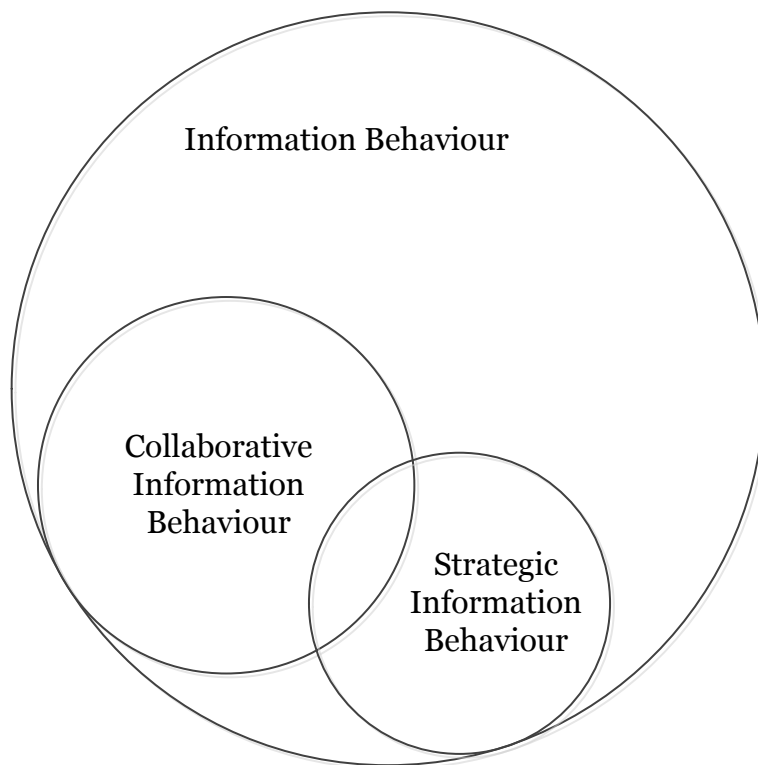 Information Behaviour
Collaborative
Information
Behaviour
Strategic
Information
Behaviour